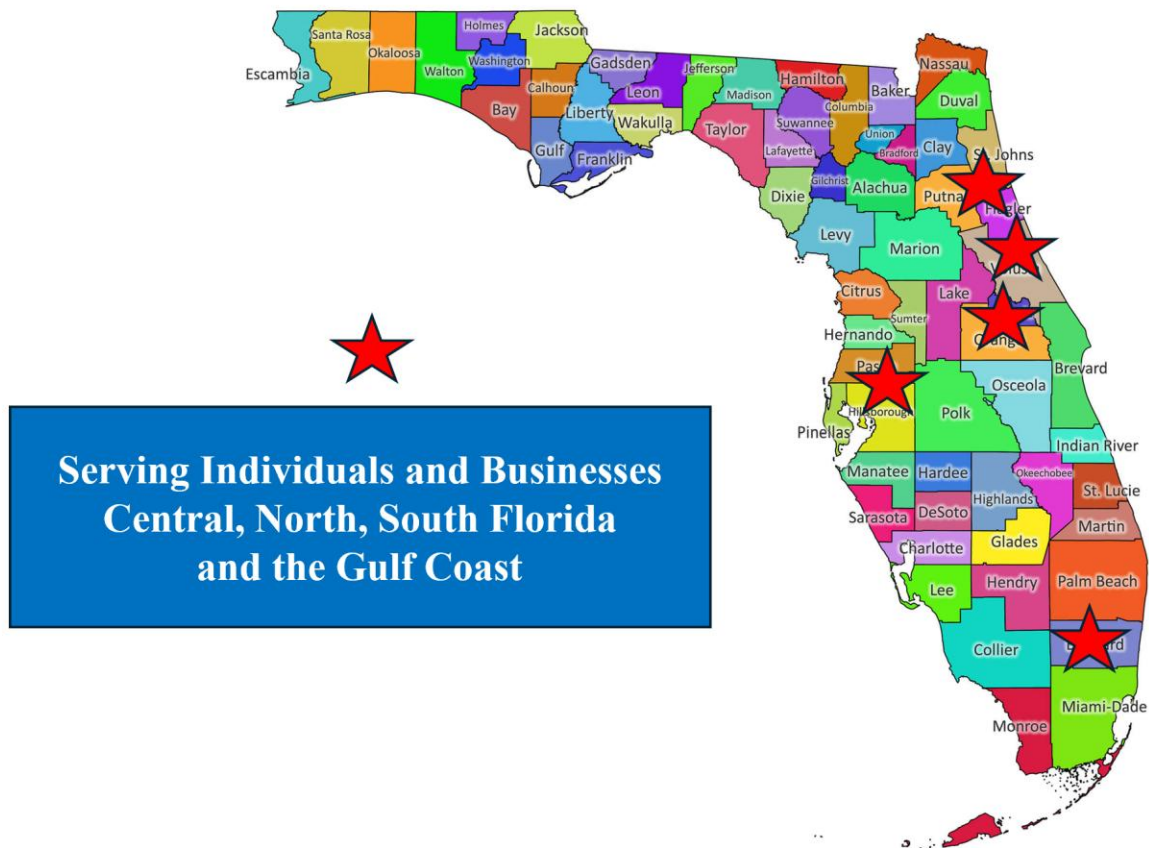 Holmes
Jackson
Santa Rosa
Okaloosa
Washington
Escambia
Walton
Gadsden
Jefferson
Hamilton
Nassau
Calhoun
Leon
Madison
Baker
Duval
Bay
Liberty
Columbia
Suwannee
Wakulla
Taylor
Union
Clay
Gulf
Franklin
Lafayette
Bradford
Johns
Gilchrist
Alachua
Dixie
Levy
Marion
Citrus
Lake
Sumter
Hernando
Brevard
Osceola
Polk
Pinellas
Indian River
Manatee
Hardee
Okeechobee
Highlands
St. Lucie
Sarasota
DeSoto
Martin
Charlotte
Glades
Lee
Hendry
Palm Beach
Collier
Miami-Dade
Monroe
Serving Individuals and Businesses
Central, North, South Florida
and the Gulf Coast